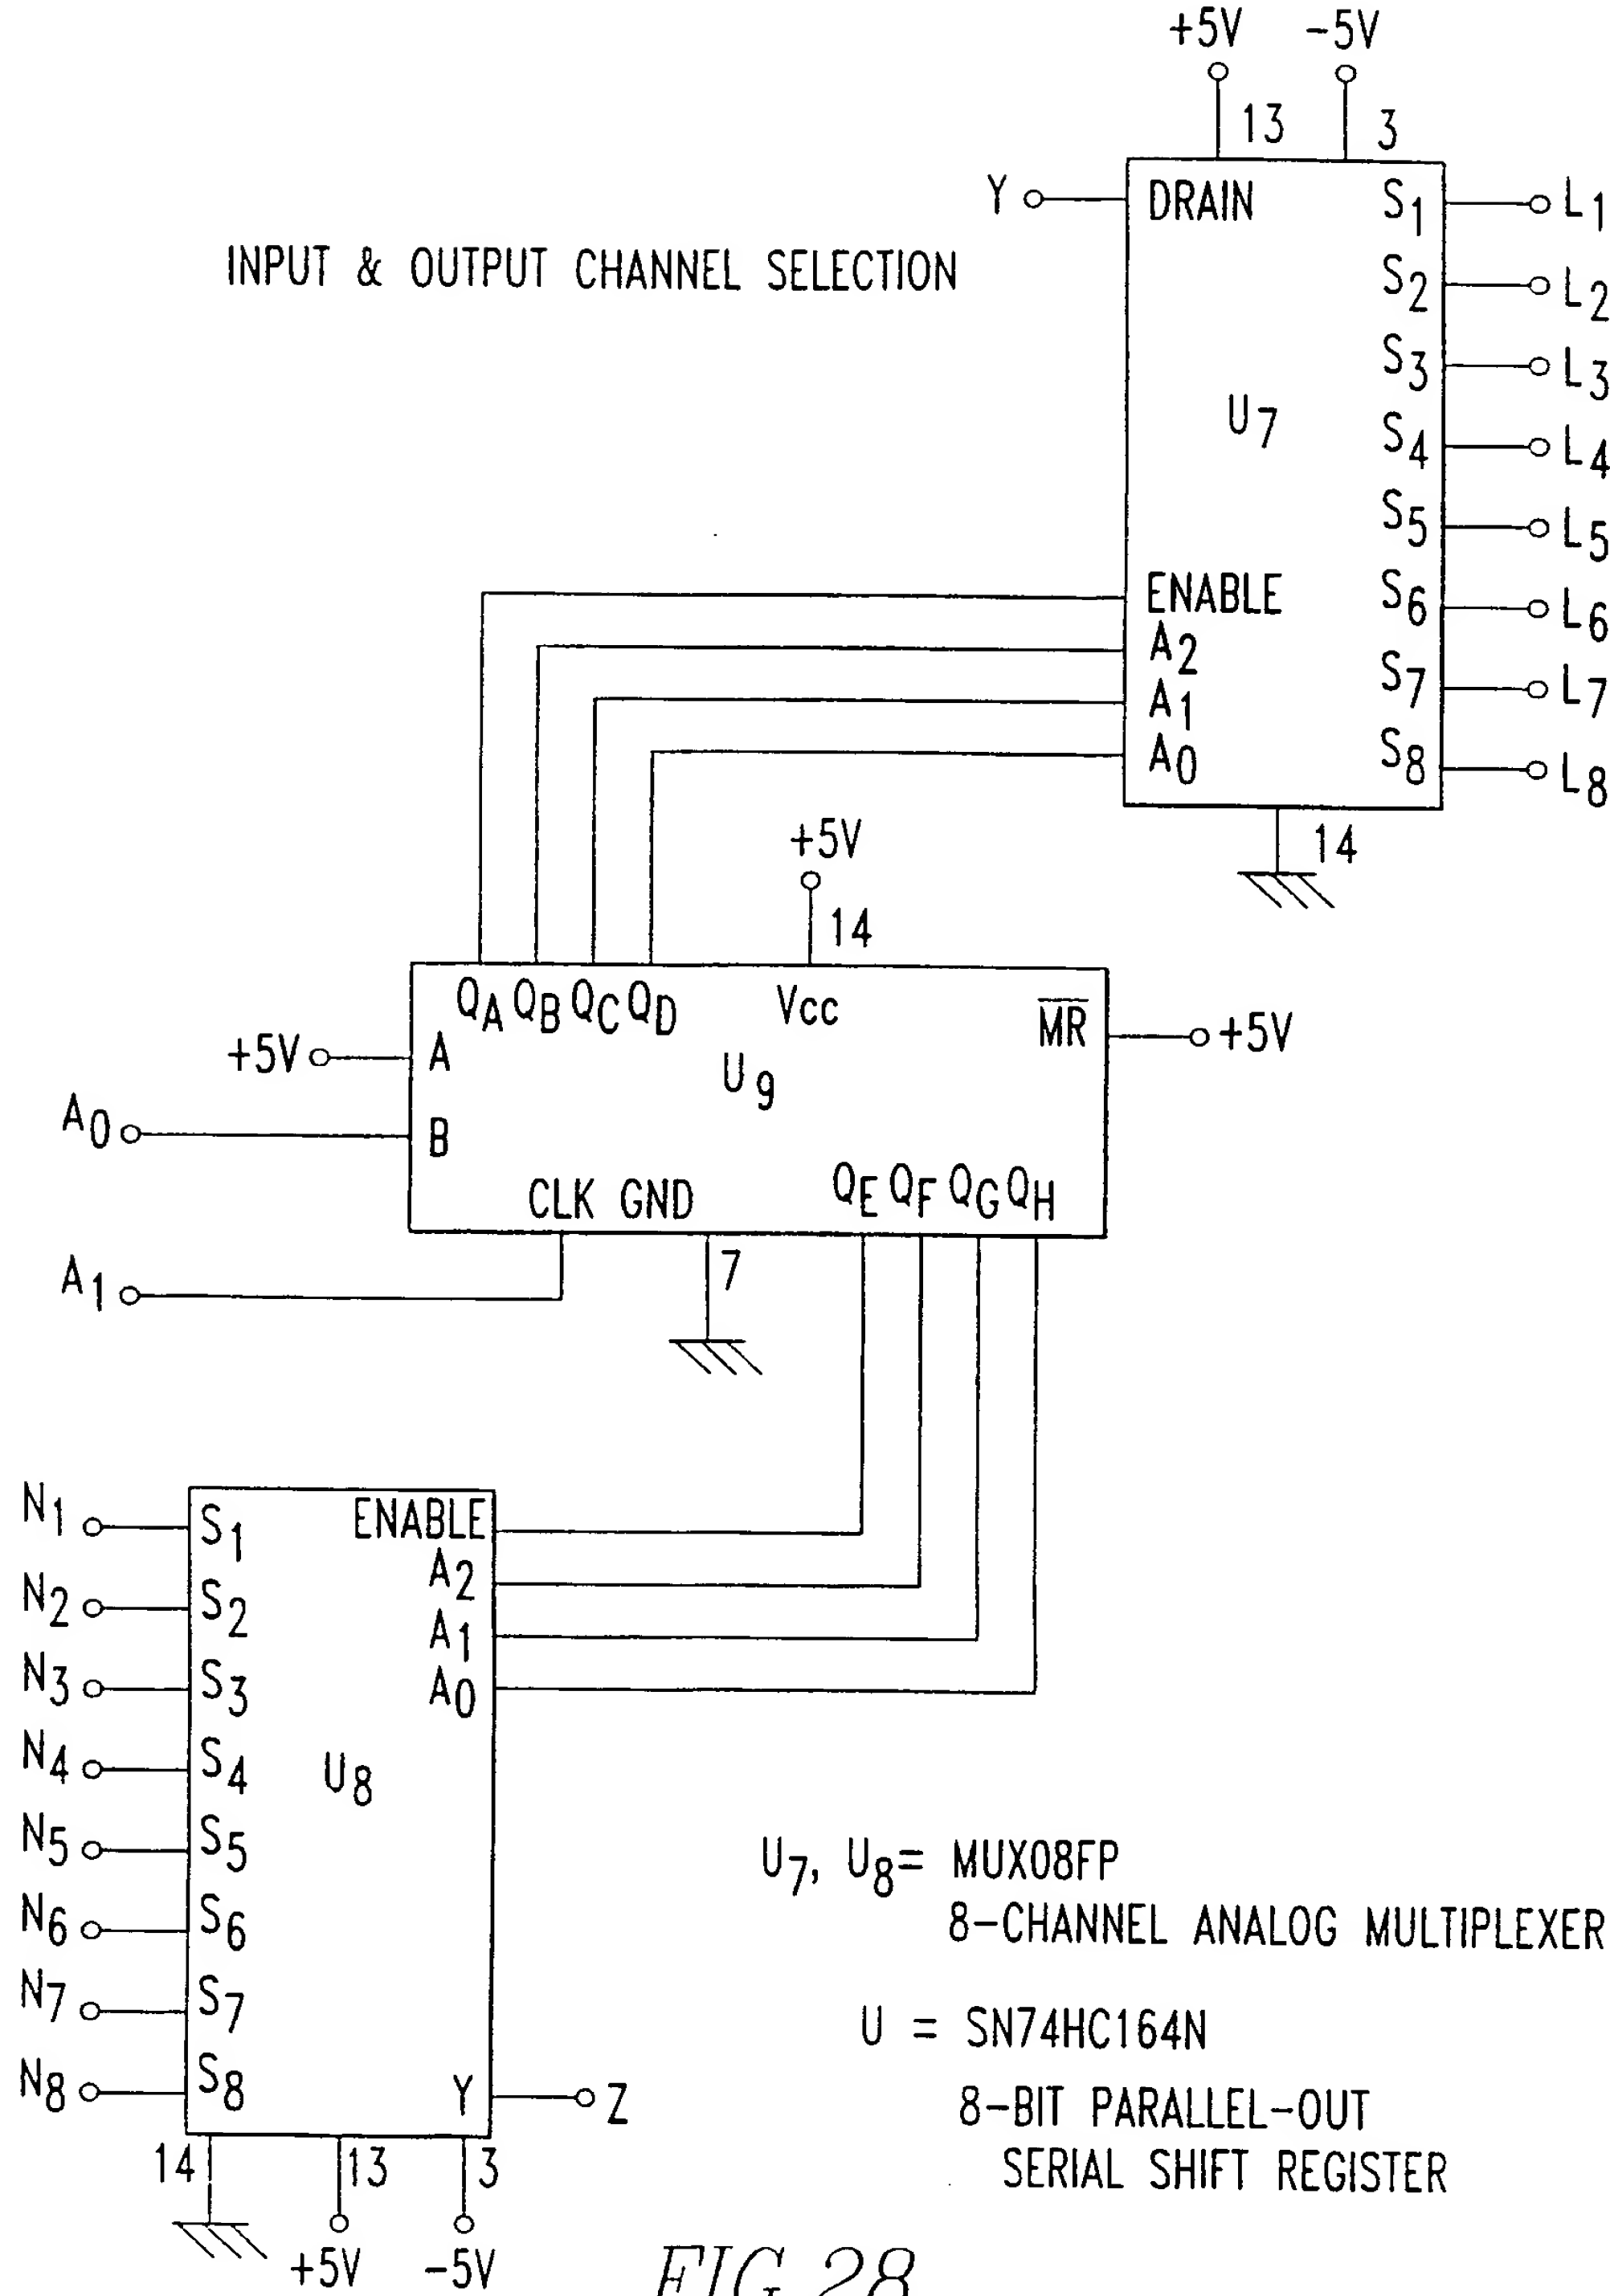 +5V -5V
13 3
Y DRAIN S1 L1
INPUT & OUTPUT CHANNEL SELECTION
S2 L2
S3 L3
U7
S4 L4
S5 L5
ENABLE S6 L6
A2
S7 L7
A1
A0 S8 L8
14
+5V
14
QA QB QC QD Vcc MR +5V
+5V A
U9
A0 B
CLK GND QE QF QG QH
A1
7
N1 S1 ENABLE
N2 S2 A2
A1
N3 S3 A0
N4 S4 U8
N5 S5
N6 S6
N7 S7
N8 S8 Y Z
14 13 3
+5V -5V
U7, U8= MUX08FP
8-CHANNEL ANALOG MULTIPLEXER
U = SN74HC164N
8-BIT PARALLEL-OUT
SERIAL SHIFT REGISTER
FIG. 28